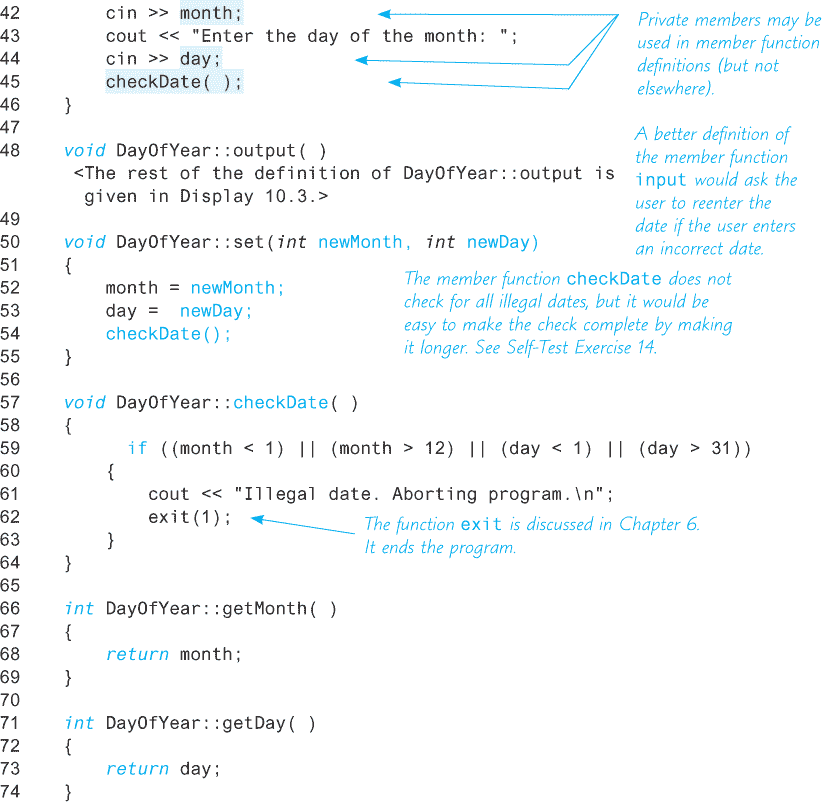 42 cin >> month;
43 cout << "Enter the day of the month: ";
44 cin >> day;
45 checkDate( );
46 }
Private members may be
used in member function
definitions (but not
elsewhere).
47
48 void DayOfYear::output( )
<The rest of the definition of DayOfYear::output is
given in Display 10.3.>
A better definition of
the member function
input would ask the
user to reenter the
date if the user enters
an incorrect date.
49
50 void DayOfYear::set(int newMonth, int newDay)
51 {
52 month = newMonth;
53 day = newDay;
54 checkDate();
55 }
The member function checkDate does not
check for all illegal dates, but it would be
easy to make the check complete by making
it longer. See Self-Test Exercise 14.
56
57 void DayOfYear::checkDate( )
58 {
59 if ((month < 1) || (month > 12) || (day < 1) || (day > 31))
60 {
61 cout << "Illegal date. Aborting program.\n";
62 exit(1);
63 }
64 }
The function exit is discussed in Chapter 6.
It ends the program.
65
66 int DayOfYear::getMonth( )
67 {
68 return month;
69 }
70
71 int DayOfYear::getDay( )
72 {
73 return day;
74 }